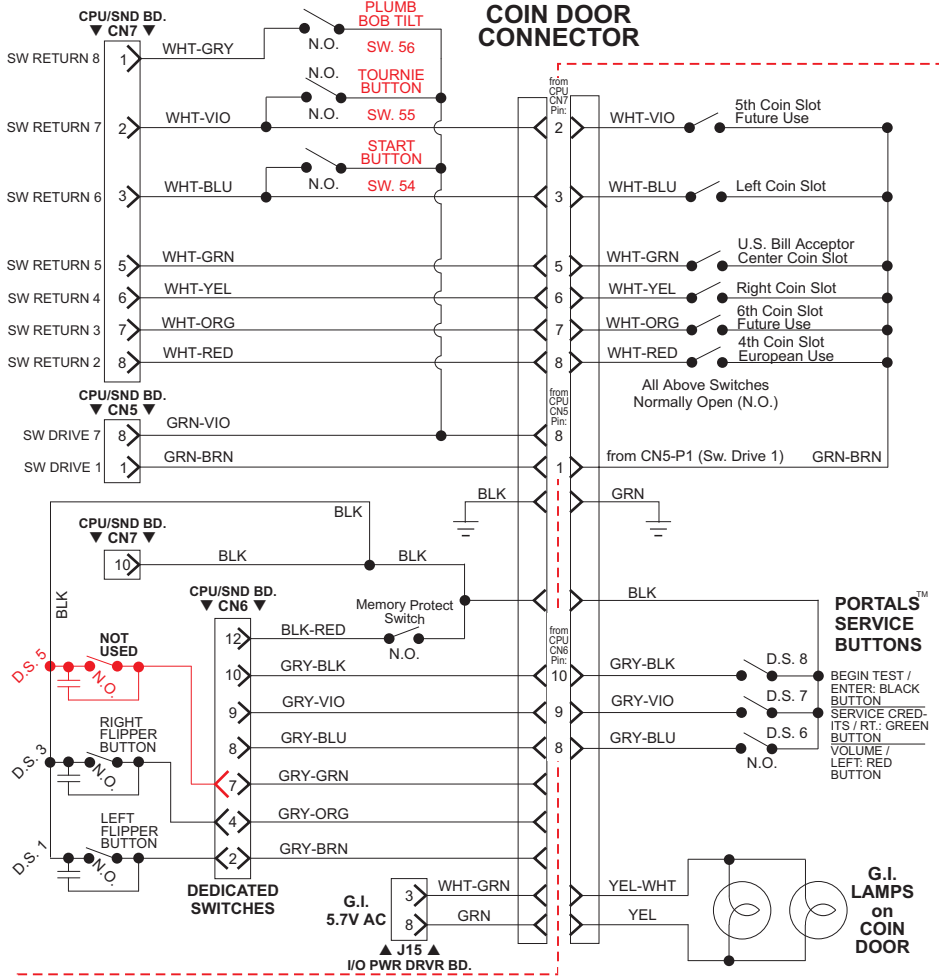 COIN DOOR
CONNECTOR
CPU/SND BD.
▼ CN7 ▼
SW RETURN 8
1
WHT-GRY
N.O.
PLUMB
BOB TILT
SW. 56
SW RETURN 7
2
WHT-VIO
N.O.
N.O.
TOURNIE
BUTTON
SW. 55
SW RETURN 6
3
WHT-BLU
N.O.
START
BUTTON
SW. 54
SW RETURN 5
5
WHT-GRN
SW RETURN 4
6
WHT-YEL
SW RETURN 3
7
WHT-ORG
SW RETURN 2
8
WHT-RED
from
CPU
CN7
Pin:
2
WHT-VIO
5th Coin Slot
Future Use
3
WHT-BLU
Left Coin Slot
5
WHT-GRN
U.S. Bill Acceptor
Center Coin Slot
6
WHT-YEL
Right Coin Slot
7
WHT-ORG
6th Coin Slot
Future Use
8
WHT-RED
4th Coin Slot
European Use
All Above Switches
Normally Open (N.O.)
CPU/SND BD.
▼ CN5 ▼
SW DRIVE 7
8
GRN-VIO
SW DRIVE 1
1
GRN-BRN
from
CPU
CN5
Pin:
8
1
from CN5-P1 (Sw. Drive 1)
GRN-BRN
BLK
GRN
BLK
CPU/SND BD.
▼ CN7 ▼
10
BLK
BLK
BLK
CPU/SND BD.
▼ CN6 ▼
Memory Protect
Switch
12
BLK-RED
N.O.
10
GRY-BLK
9
GRY-VIO
8
GRY-BLU
7
GRY-GRN
4
GRY-ORG
2
GRY-BRN
DEDICATED
SWITCHES
D.S. 5
NOT
USED
N.O.
D.S. 3
RIGHT
FLIPPER
BUTTON
N.O.
D.S. 1
LEFT
FLIPPER
BUTTON
N.O.
BLK
from
CPU
CN6
Pin:
10
GRY-BLK
D.S. 8
9
GRY-VIO
D.S. 7
8
GRY-BLU
D.S. 6
N.O.
PORTALS™
SERVICE
BUTTONS
BEGIN TEST /
ENTER: BLACK
BUTTON
SERVICE CRED-
ITS / RT.: GREEN
BUTTON
VOLUME /
LEFT: RED
BUTTON
G.I.
5.7V AC
3
WHT-GRN
8
GRN
▲ J15 ▲
I/O PWR DRVR BD.
YEL-WHT
YEL
G.I.
LAMPS
on
COIN
DOOR